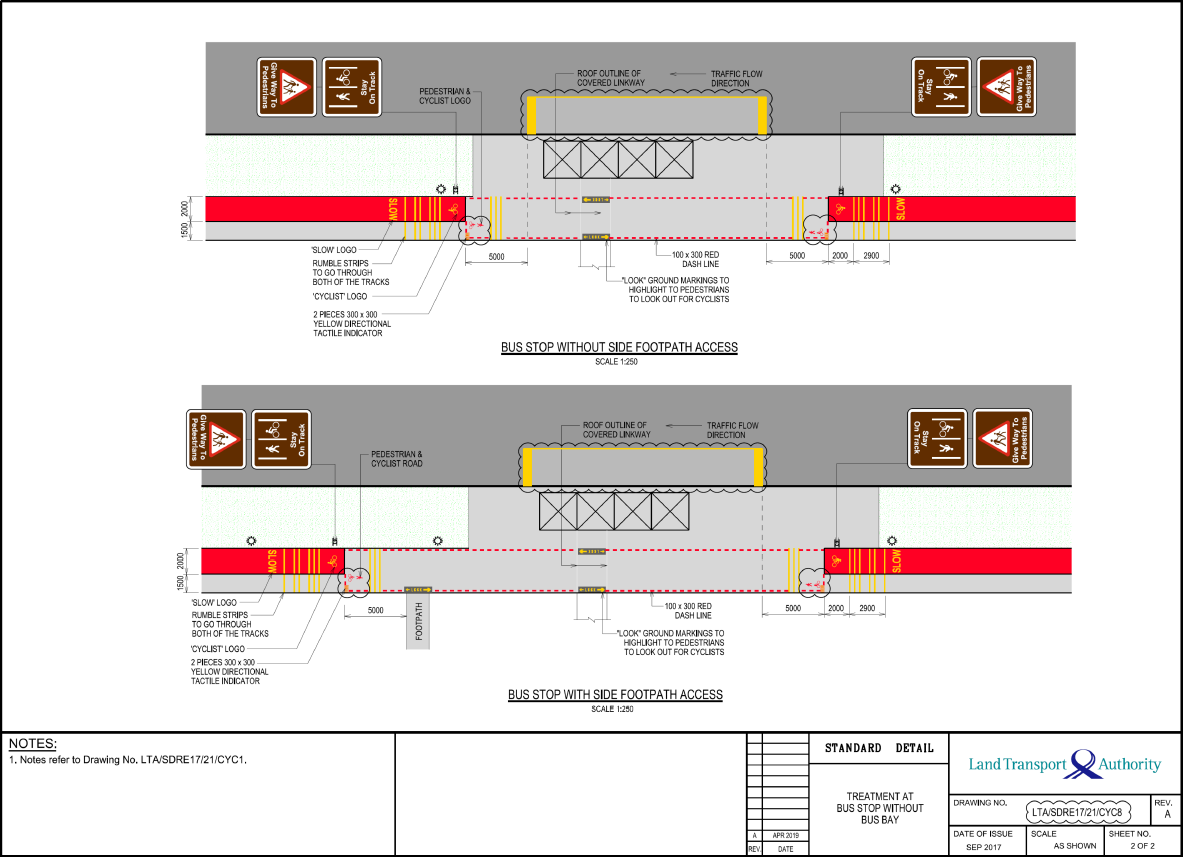 Give Way To
Pedestrians
Stay
On Track
PEDESTRIAN &
CYCLIST LOGO
ROOF OUTLINE OF
COVERED LINKWAY
TRAFFIC FLOW
DIRECTION
Stay
On Track
Give Way To
Pedestrians
2000
1500
SLOW
SLOW
'SLOW' LOGO
RUMBLE STRIPS
TO GO THROUGH
BOTH OF THE TRACKS
'CYCLIST' LOGO
2 PIECES 300 x 300
YELLOW DIRECTIONAL
TACTILE INDICATOR
5000
100 x 300 RED
DASH LINE
"LOOK" GROUND MARKINGS TO
HIGHLIGHT TO PEDESTRIANS
TO LOOK OUT FOR CYCLISTS
5000
2000
2900
BUS STOP WITHOUT SIDE FOOTPATH ACCESS
SCALE 1:250
Give Way To
Pedestrians
Stay
On Track
PEDESTRIAN &
CYCLIST ROAD
ROOF OUTLINE OF
COVERED LINKWAY
TRAFFIC FLOW
DIRECTION
Stay
On Track
Give Way To
Pedestrians
2000
1500
SLOW
SLOW
'SLOW' LOGO
RUMBLE STRIPS
TO GO THROUGH
BOTH OF THE TRACKS
'CYCLIST' LOGO
2 PIECES 300 x 300
YELLOW DIRECTIONAL
TACTILE INDICATOR
5000
FOOTPATH
100 x 300 RED
DASH LINE
"LOOK" GROUND MARKINGS TO
HIGHLIGHT TO PEDESTRIANS
TO LOOK OUT FOR CYCLISTS
5000
2000
2900
BUS STOP WITH SIDE FOOTPATH ACCESS
SCALE 1:250
NOTES:
1. Notes refer to Drawing No. LTA/SDRE17/21/CYC1.
A APR 2019
REV. DATE
STANDARD DETAIL
TREATMENT AT
BUS STOP WITHOUT
BUS BAY
Land Transport Authority
DRAWING NO.
LTA/SDRE17/21/CYC8
REV.
A
DATE OF ISSUE
SEP 2017
SCALE
AS SHOWN
SHEET NO.
2 OF 2